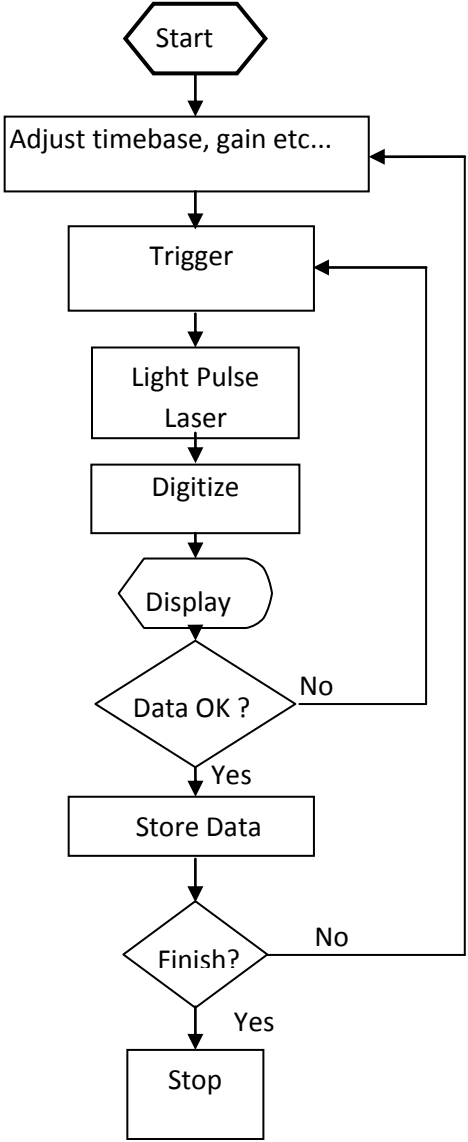 Start
Adjust timebase, gain etc...
Trigger
Light Pulse
Laser
Digitize
Display
Data OK ?
No
Yes
Store Data
Finish?
No
Yes
Stop